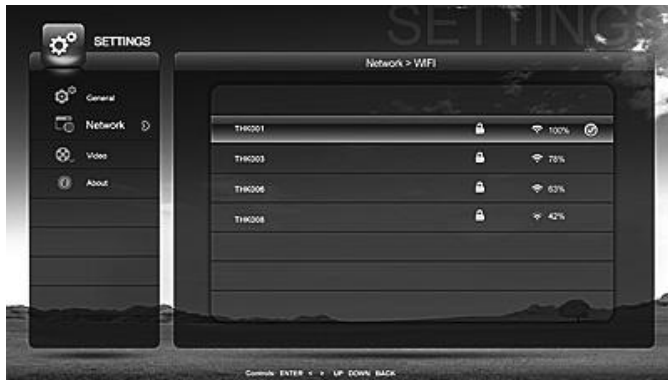 SETTINGS
SETTINGS
Network > WIFI
General
Network
Video
About
THK001 100%
THK003 78%
THK006 63%
THK008 42%
Controls: ENTER < > UP DOWN BACK